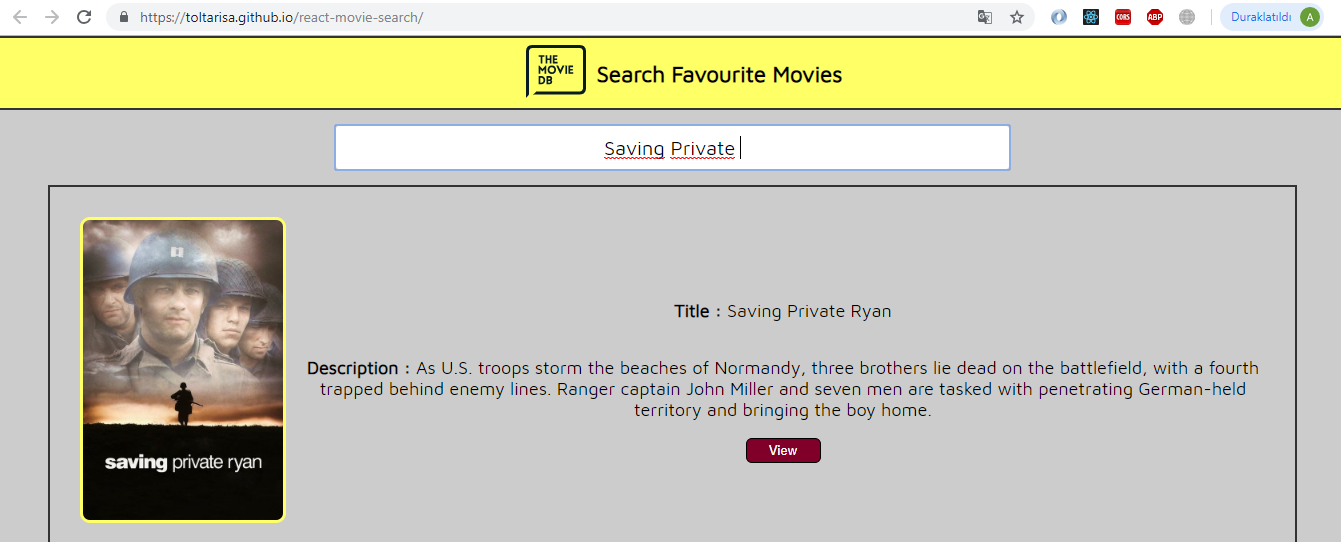 https://toltarisa.github.io/react-movie-search/
CORS
ABP
Duraklatıldı
A
THE
MOVIE
DB
Search Favourite Movies
Saving Private
Title : Saving Private Ryan
Description : As U.S. troops storm the beaches of Normandy, three brothers lie dead on the battlefield, with a fourth
trapped behind enemy lines. Ranger captain John Miller and seven men are tasked with penetrating German-held
territory and bringing the boy home.
View
saving private ryan